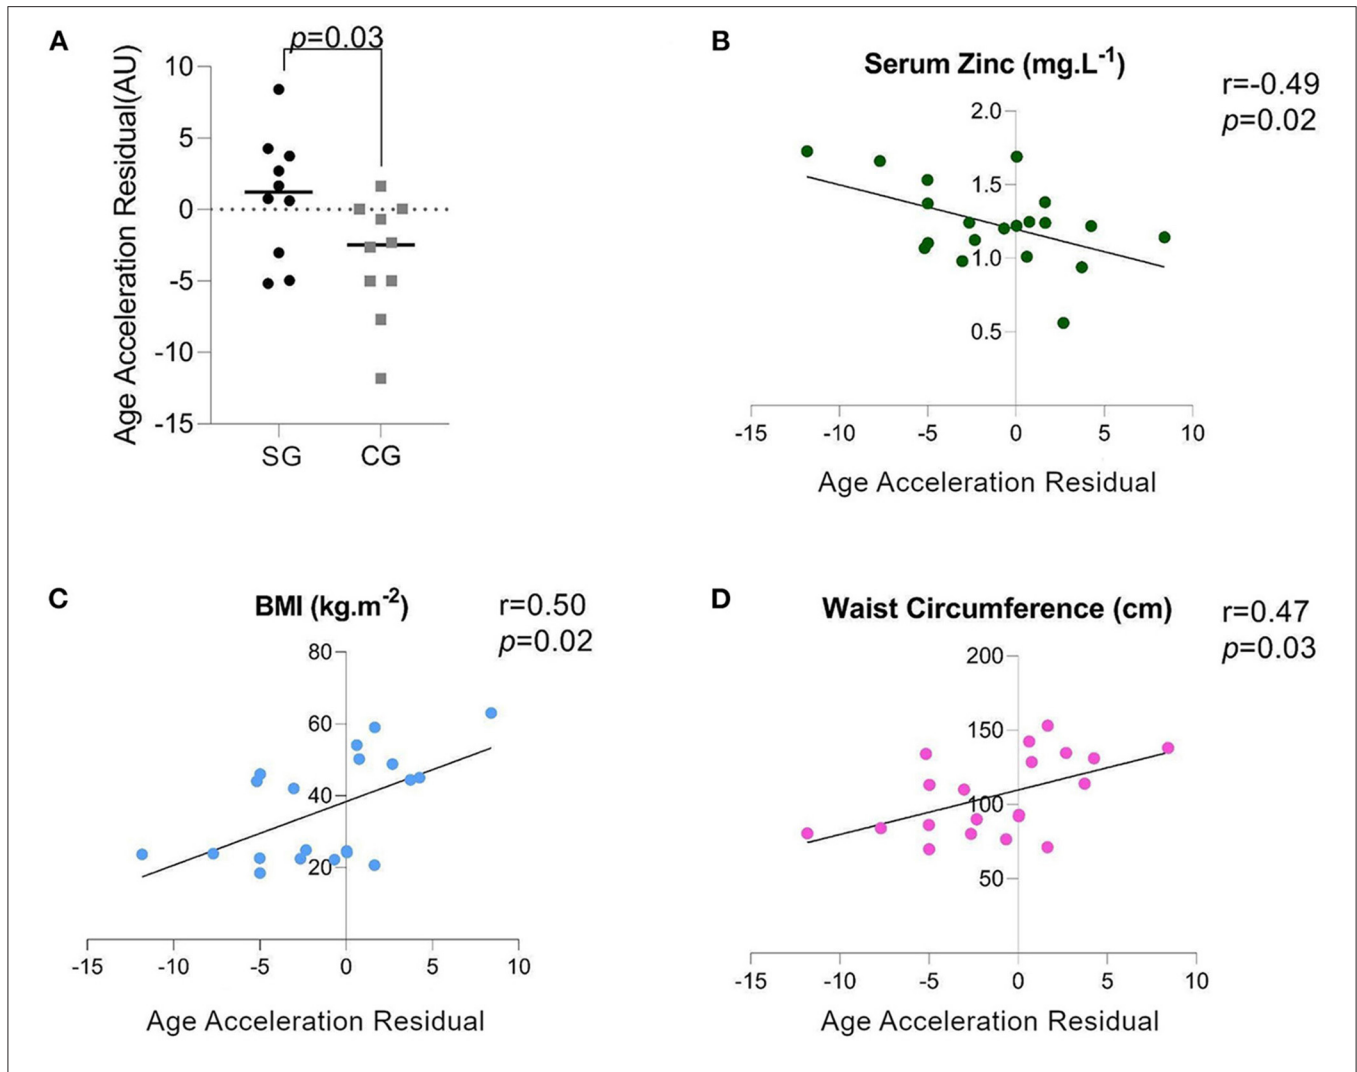 A
p=0.03
Age Acceleration Residual(AU)
10
5
0
-5
-10
-15
SG CG
B
Serum Zinc (mg.L-1)
r=-0.49
p=0.02
2.0
1.5
1.0
0.5
-15 -10 -5 0 5 10
Age Acceleration Residual
C
BMI (kg.m-2)
r=0.50
p=0.02
80
60
40
20
-15 -10 -5 0 5 10
Age Acceleration Residual
D
Waist Circumference (cm)
r=0.47
p=0.03
200
150
100
50
-15 -10 -5 0 5 10
Age Acceleration Residual